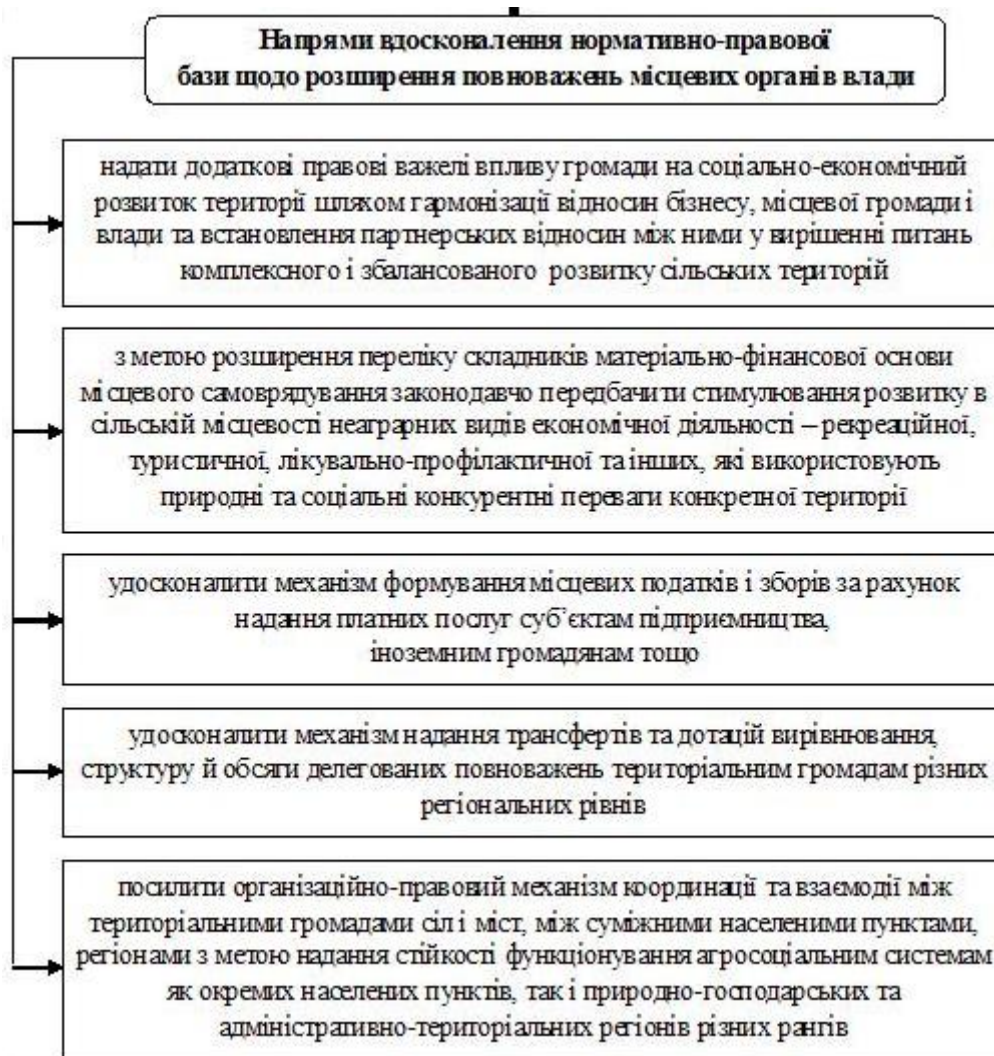 Напрями вдосконалення нормативно-правової
бази щодо розширення повноважень місцевих органів влади
надати додаткові правові важелі впливу громади на соціально-економічний
розвиток території шляхом гармонізації відносин бізнесу, місцевої громади і
влади та встановлення партнерських відносин між ними у вирішенні питань
комплексного і збалансованого розвитку сільських територій
з метою розширення переліку складників матеріально-фінансової основи
місцевого самоврядування законодавчо передбачити стимулювання розвитку в
сільській місцевості неаграрних видів економічної діяльності – рекреаційної,
туристичної, лікувально-профілактичної та інших, які використовують
природні та соціальні конкурентні переваги конкретної території
удосконалити механізм формування місцевих податків і зборів за рахунок
надання платних послуг суб’єктам підприємництва,
іноземним громадянам тощо
удосконалити механізм надання трансфертів та дотацій вирівнювання,
структуру й обсяги делегованих повноважень територіальним громадам різних
регіональних рівнів
посилити організаційно-правовий механізм координації та взаємодії між
територіальними громадами сіл і міст, між суміжними населеними пунктами,
регіонами з метою надання стійкості функціонування агросоціальним системам
як окремих населених пунктів, так і природно-господарських та
адміністративно-територіальних регіонів різних рангів